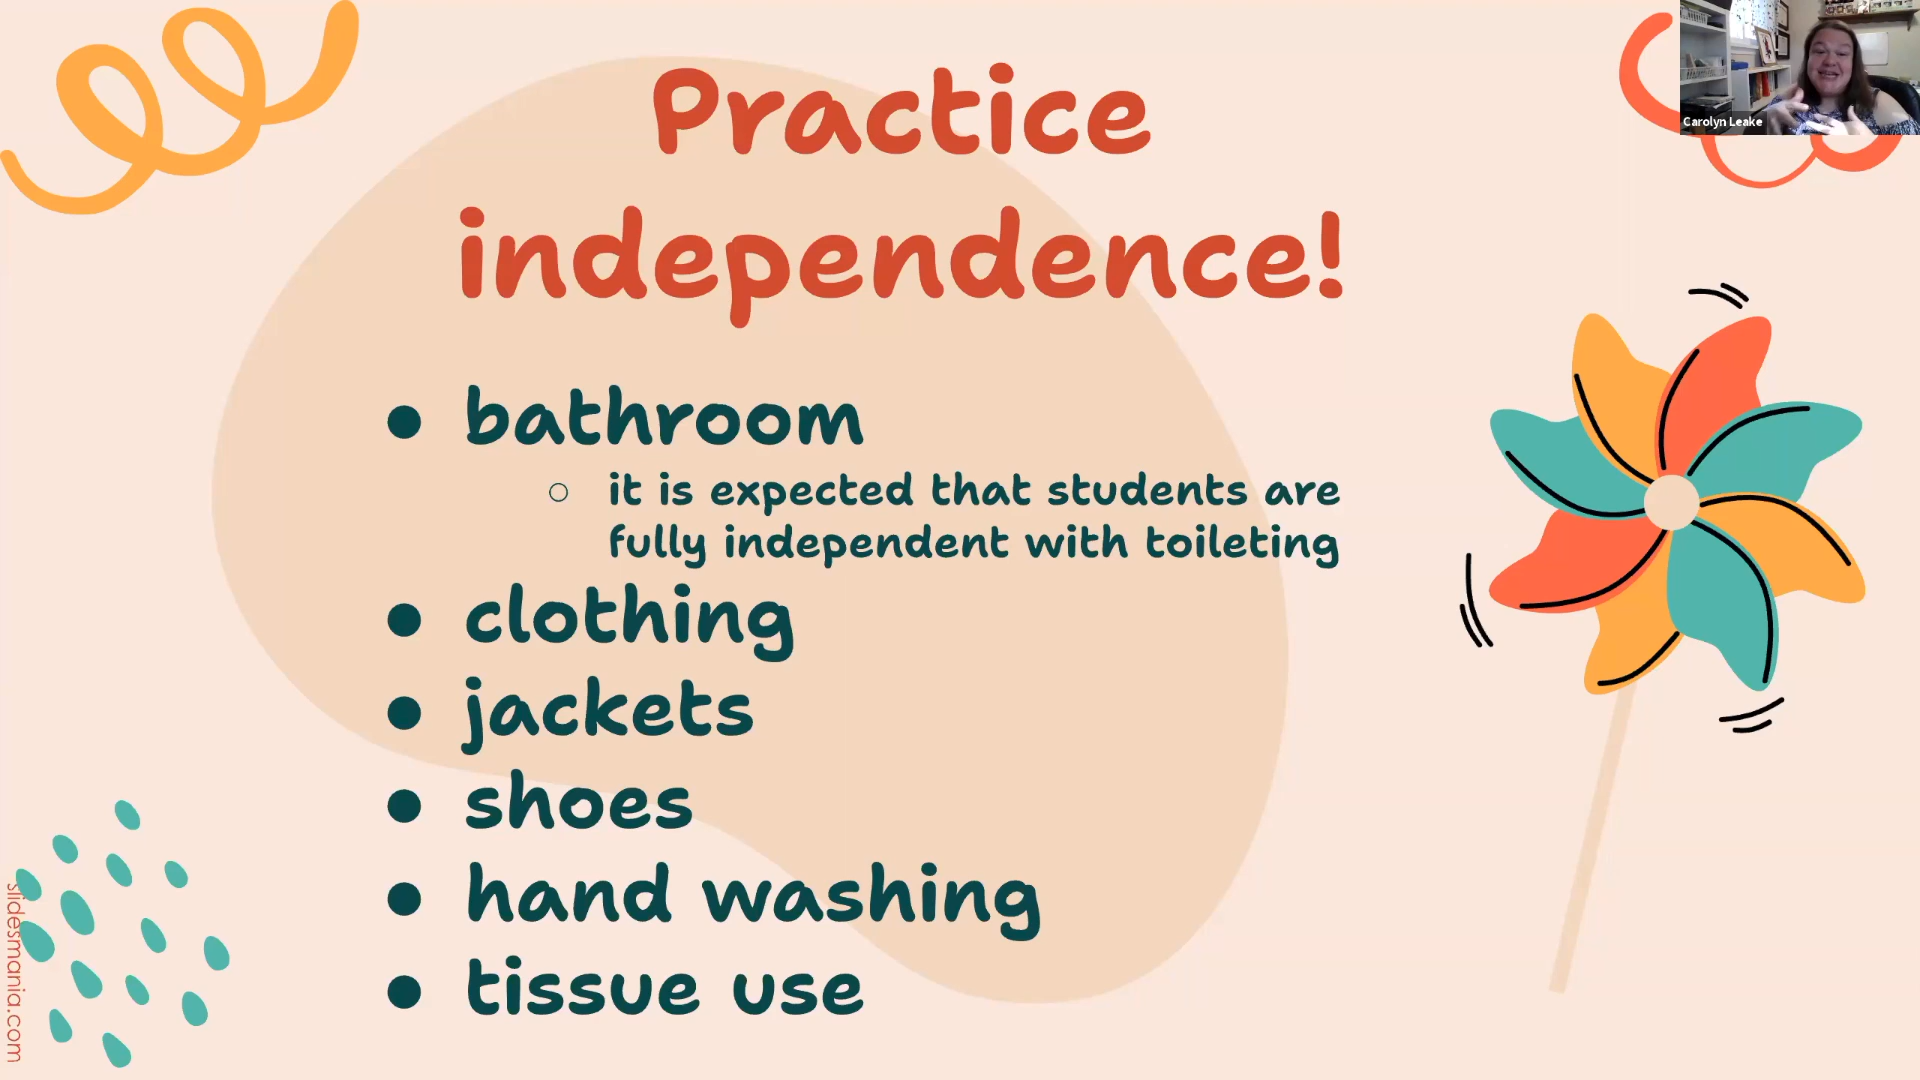 Practice
independence!
Carolyn Leake
● bathroom
○ it is expected that students are
fully independent with toileting
● clothing
● jackets
● shoes
● hand washing
● tissue use
slidesmania.com